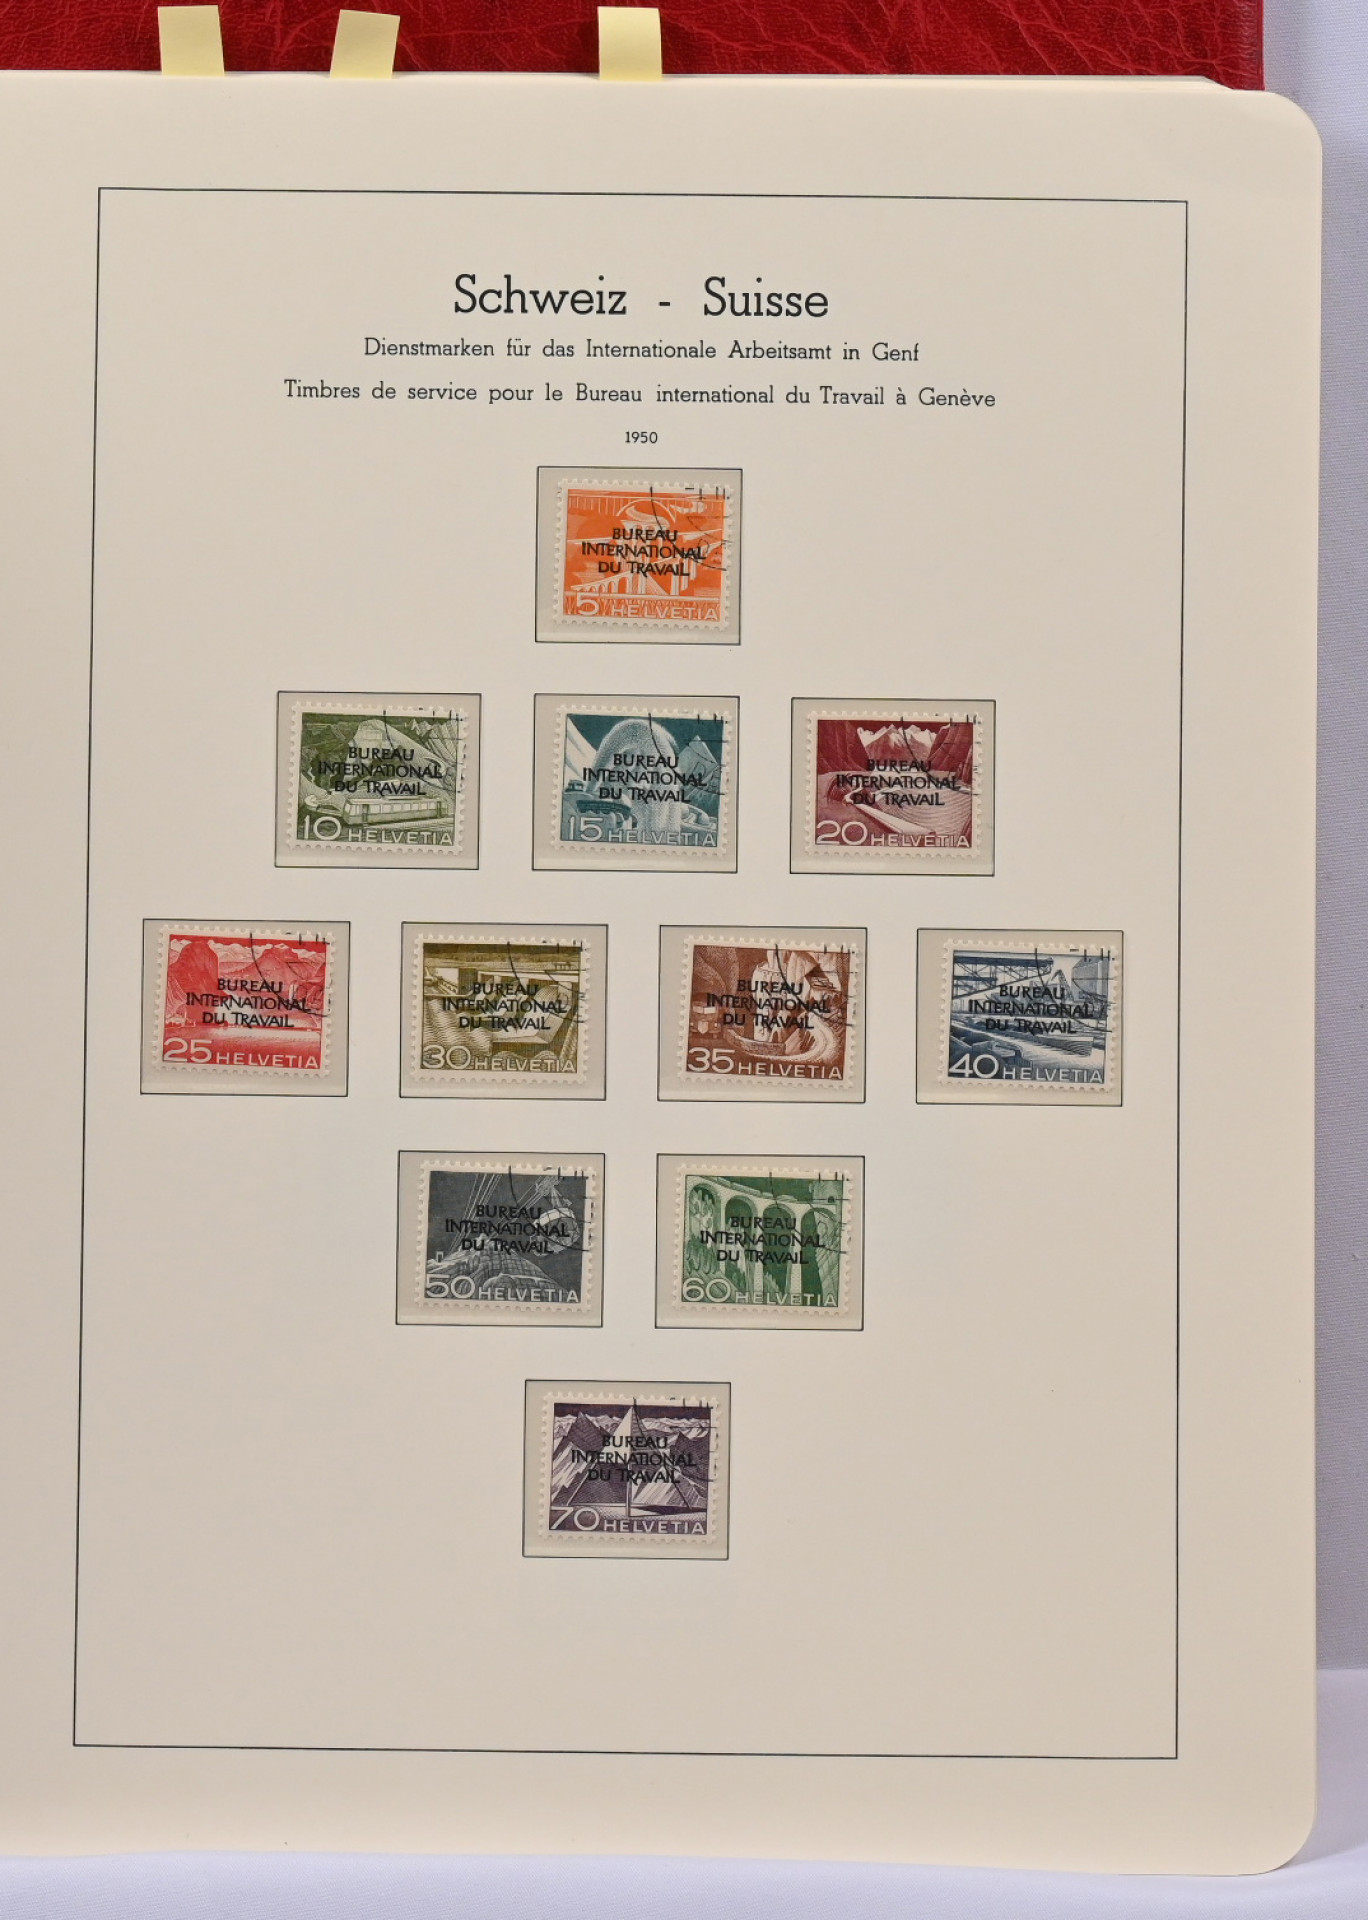 Schweiz - Suisse
Dienstmarken für das Internationale Arbeitsamt in Genf
Timbres de service pour le Bureau international du Travail à Genève
1950
BUREAU
INTERNATIONAL
DU TRAVAIL
5 HELVETIA
BUREAU
INTERNATIONAL
DU TRAVAIL
10 HELVETIA
BUREAU
INTERNATIONAL
DU TRAVAIL
15 HELVETIA
BUREAU
INTERNATIONAL
DU TRAVAIL
20 HELVETIA
BUREAU
INTERNATIONAL
DU TRAVAIL
25 HELVETIA
BUREAU
INTERNATIONAL
DU TRAVAIL
30 HELVETIA
BUREAU
INTERNATIONAL
DU TRAVAIL
35 HELVETIA
BUREAU
INTERNATIONAL
DU TRAVAIL
40 HELVETIA
BUREAU
INTERNATIONAL
DU TRAVAIL
50 HELVETIA
BUREAU
INTERNATIONAL
DU TRAVAIL
60 HELVETIA
BUREAU
INTERNATIONAL
DU TRAVAIL
70 HELVETIA